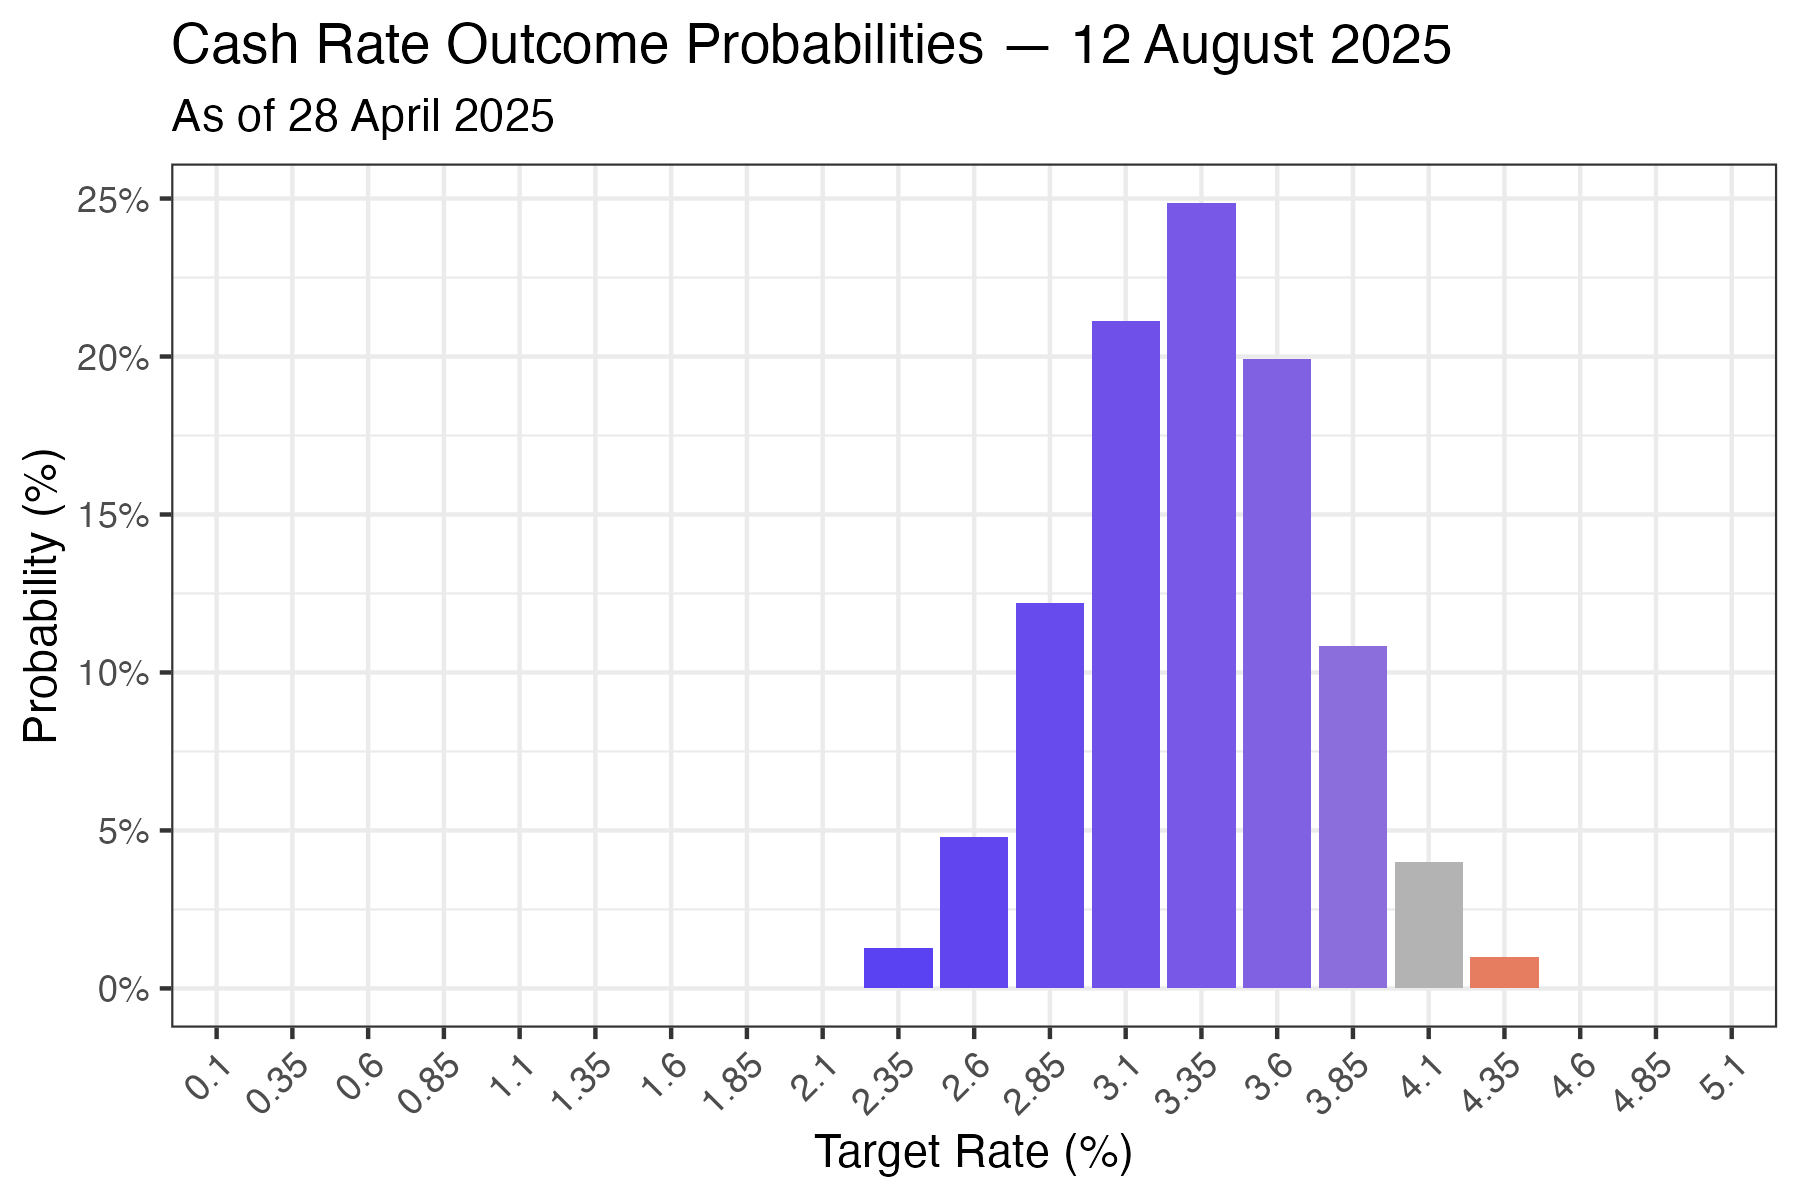 Cash Rate Outcome Probabilities — 12 August 2025
As of 28 April 2025
Probability (%)
25%
20%
15%
10%
5%
0%
0.1 0.35 0.6 0.85 1.1 1.35 1.6 1.85 2.1 2.35 2.6 2.85 3.1 3.35 3.6 3.85 4.1 4.35 4.6 4.85 5.1
Target Rate (%)